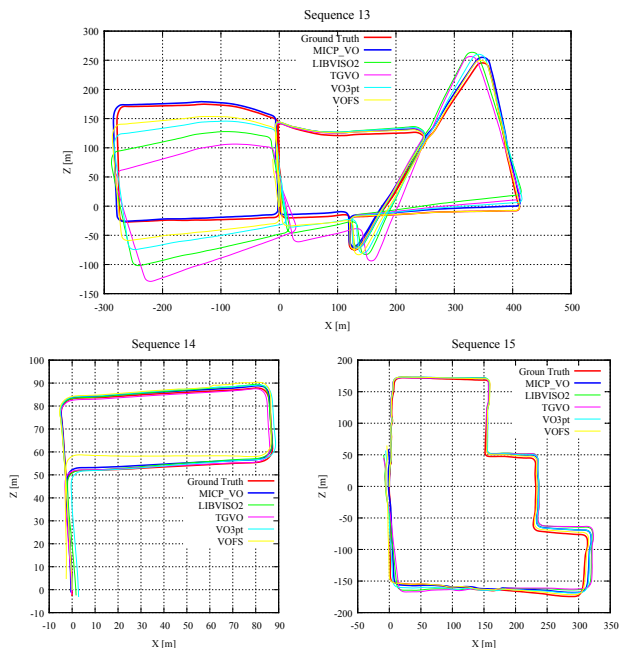 Sequence 13
Ground Truth
MICP_VO
LIBVISO2
TGVO
VO3pt
VOFS
300
250
200
150
100
50
0
-50
-100
-150
Z [m]
-300 -200 -100 0 100 200 300 400 500
X [m]
Sequence 14
100
90
80
70
60
50
40
30
20
10
0
-10
Z [m]
Ground Truth
MICP_VO
LIBVISO2
TGVO
VO3pt
VOFS
-10 0 10 20 30 40 50 60 70 80 90
X [m]
Sequence 15
200
150
100
50
0
-50
-100
-150
-200
Z [m]
Groun Truth
MICP_VO
LIBVISO2
TGVO
VO3pt
VOFS
-50 0 50 100 150 200 250 300 350
X [m]